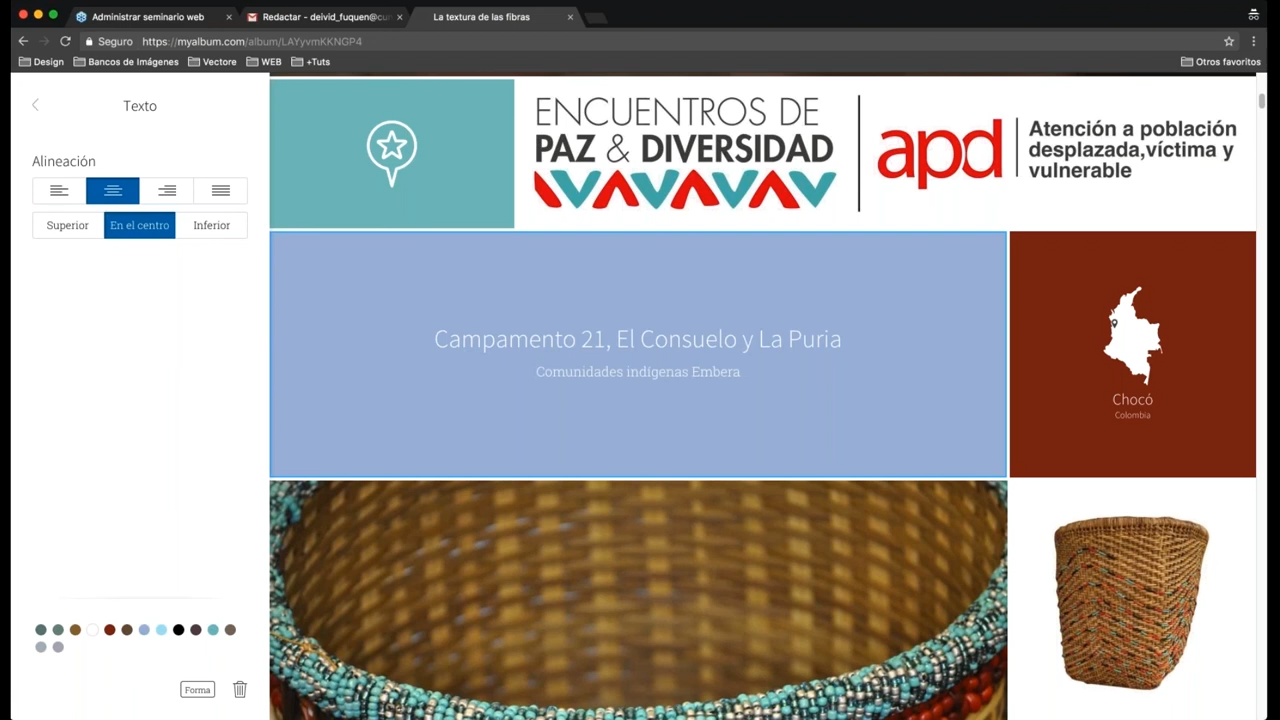 Administrar seminario web
Redactar - deivid_fuquen@cu
La textura de las fibras
Seguro https://myalbum.com/album/LAYyvmKKNGP4
Design Bancos de Imágenes Vectore WEB +Tuts Otros favoritos
Texto
Alineación
Superior En el centro Inferior
Forma
ENCUENTROS DE
PAZ & DIVERSIDAD
apd
Atención a población
desplazada,víctima y
vulnerable
Campamento 21, El Consuelo y La Puria
Comunidades indígenas Embera
Chocó
Colombia